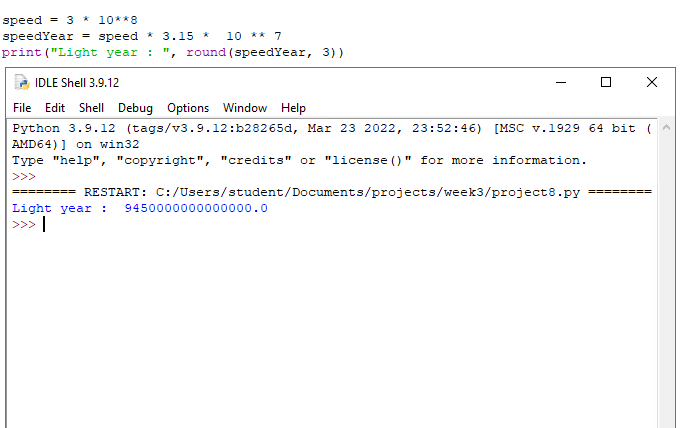 speed = 3 * 10**8
speedYear = speed * 3.15 *  10 ** 7
print("Light year : ", round(speedYear, 3))
IDLE Shell 3.9.12
File Edit Shell Debug Options Window Help
Python 3.9.12 (tags/v3.9.12:b28265d, Mar 23 2022, 23:52:46) [MSC v.1929 64 bit (
AMD64)] on win32
Type "help", "copyright", "credits" or "license()" for more information.
>>>
======== RESTART: C:/Users/student/Documents/projects/week3/project8.py ========
Light year :  9450000000000000.0
>>>